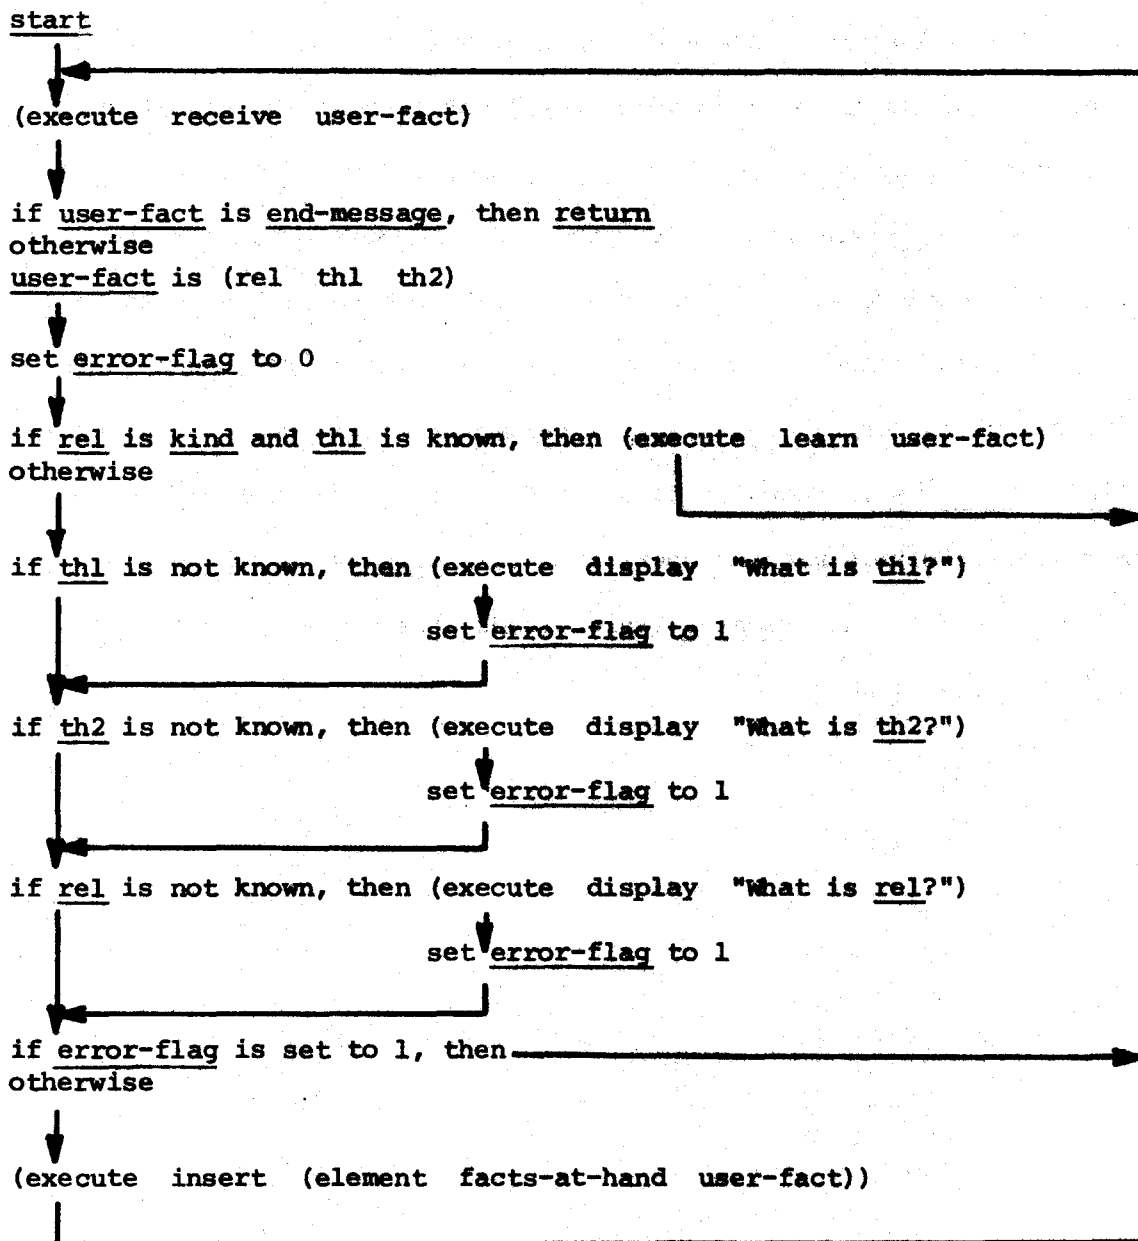 start
(execute receive user-fact)
if user-fact is end-message, then return
otherwise
user-fact is (rel th1 th2)
set error-flag to 0
if rel is kind and th1 is known, then (execute learn user-fact)
otherwise
if th1 is not known, then (execute display "What is th1?")
set error-flag to 1
if th2 is not known, then (execute display "What is th2?")
set error-flag to 1
if rel is not known, then (execute display "What is rel?")
set error-flag to 1
if error-flag is set to 1, then
otherwise
(execute insert (element facts-at-hand user-fact))